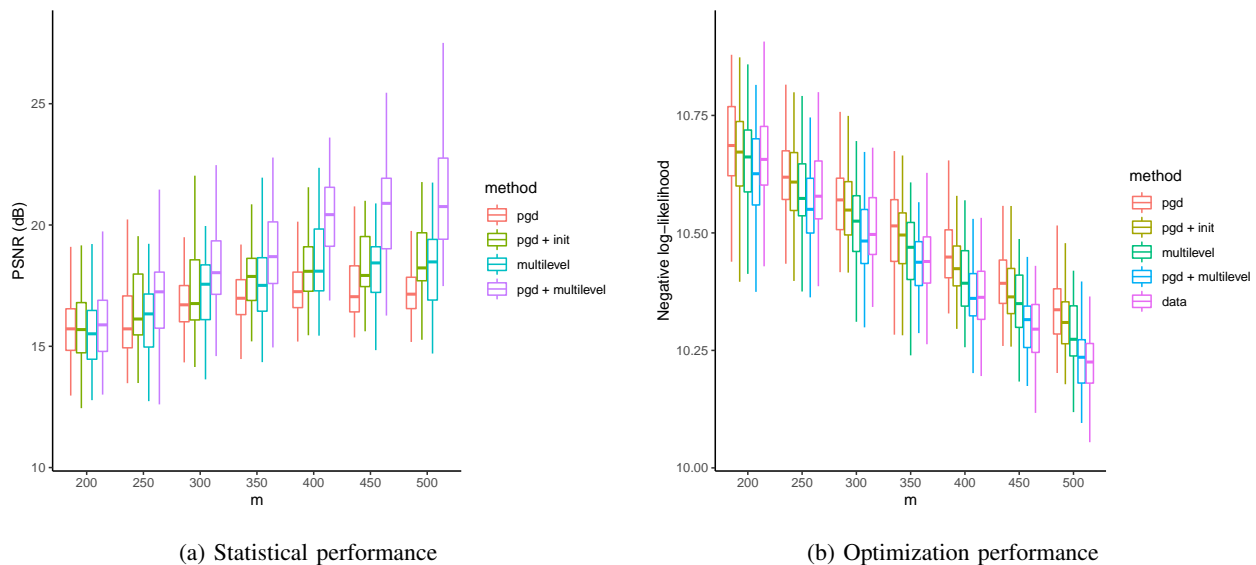 PSNR (dB)
25
20
15
10
200 250 300 350 400 450 500
m
method
pgd
pgd + init
multilevel
pgd + multilevel
(a) Statistical performance
Negative log-likelihood
10.75
10.50
10.25
10.00
200 250 300 350 400 450 500
m
method
pgd
pgd + init
multilevel
pgd + multilevel
data
(b) Optimization performance